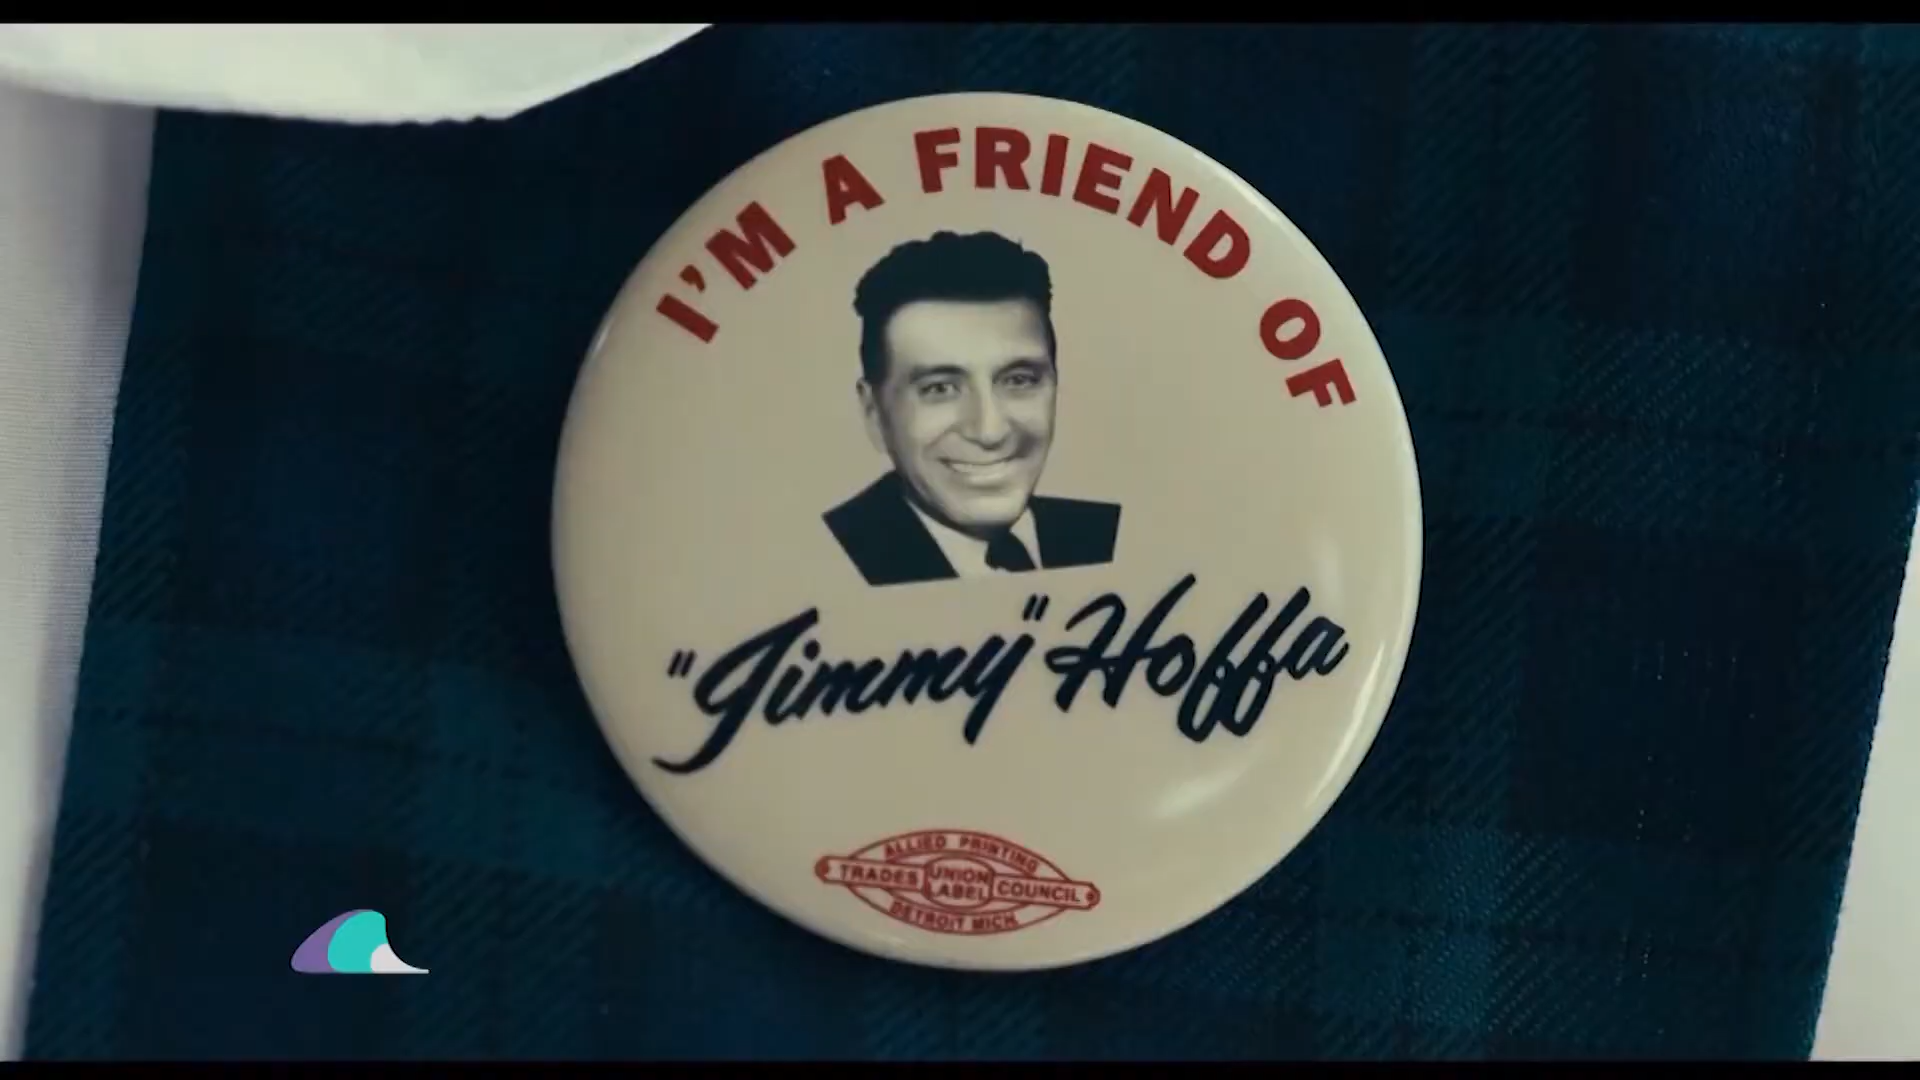 I'M A FRIEND OF
"Jimmy" Hoffa
ALLIED PRINTING
TRADES UNION LABEL COUNCIL
DETROIT MICH.